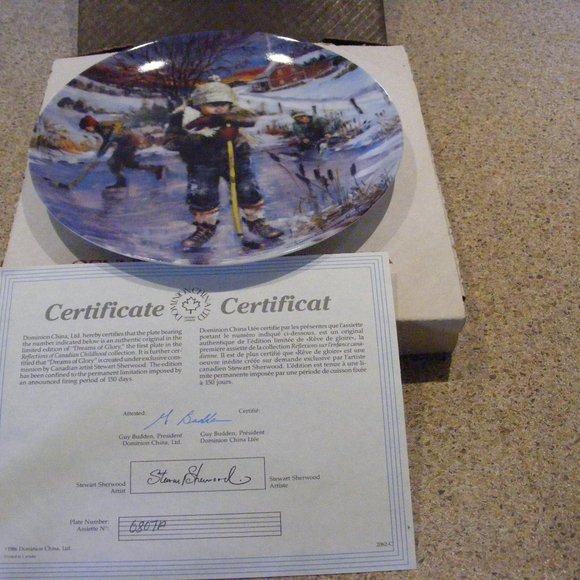 Certificate
Certificat
Dominion China, Ltd. hereby certifies that the plate bearing
the number indicated below is an authentic original in the
limited edition of "Dreams of Glory," the first plate in the
Reflections of Canadian Childhood collection. It is further cer-
tified that "Dreams of Glory" is created under exclusive com-
mission by Canadian artist Stewart Sherwood. The edition
has been confined to the permanent limitation imposed by
an announced firing period of 150 days.
Dominion China Ltée certifie par les présentes que l'assiette
portant le numéro indiqué ci-dessous, est un original
authentique de l'édition limitée de «Rêve de gloire», la
première assiette de la collection Reflets sur l'enfance cana-
dienne. Il est de plus certifié que «Rêve de gloire» est une
oeuvre inédite créée sur demande exclusive par l'artiste
canadien Stewart Sherwood. L'édition est tenue à une li-
mite permanente imposée par une période de cuisson fixée
à 150 jours.
Attested:
Certifié:
G Budden
Guy Budden, President
Dominion China, Ltd.
Guy Budden, Président
Dominion China Ltée
Stewart Sherwood
Artist
Stewart Sherwood
Stewart Sherwood
Artiste
Plate Number:
Assiette N°:
6807P
©1986 Dominion China, Ltd.
Printed in Canada
2062-C